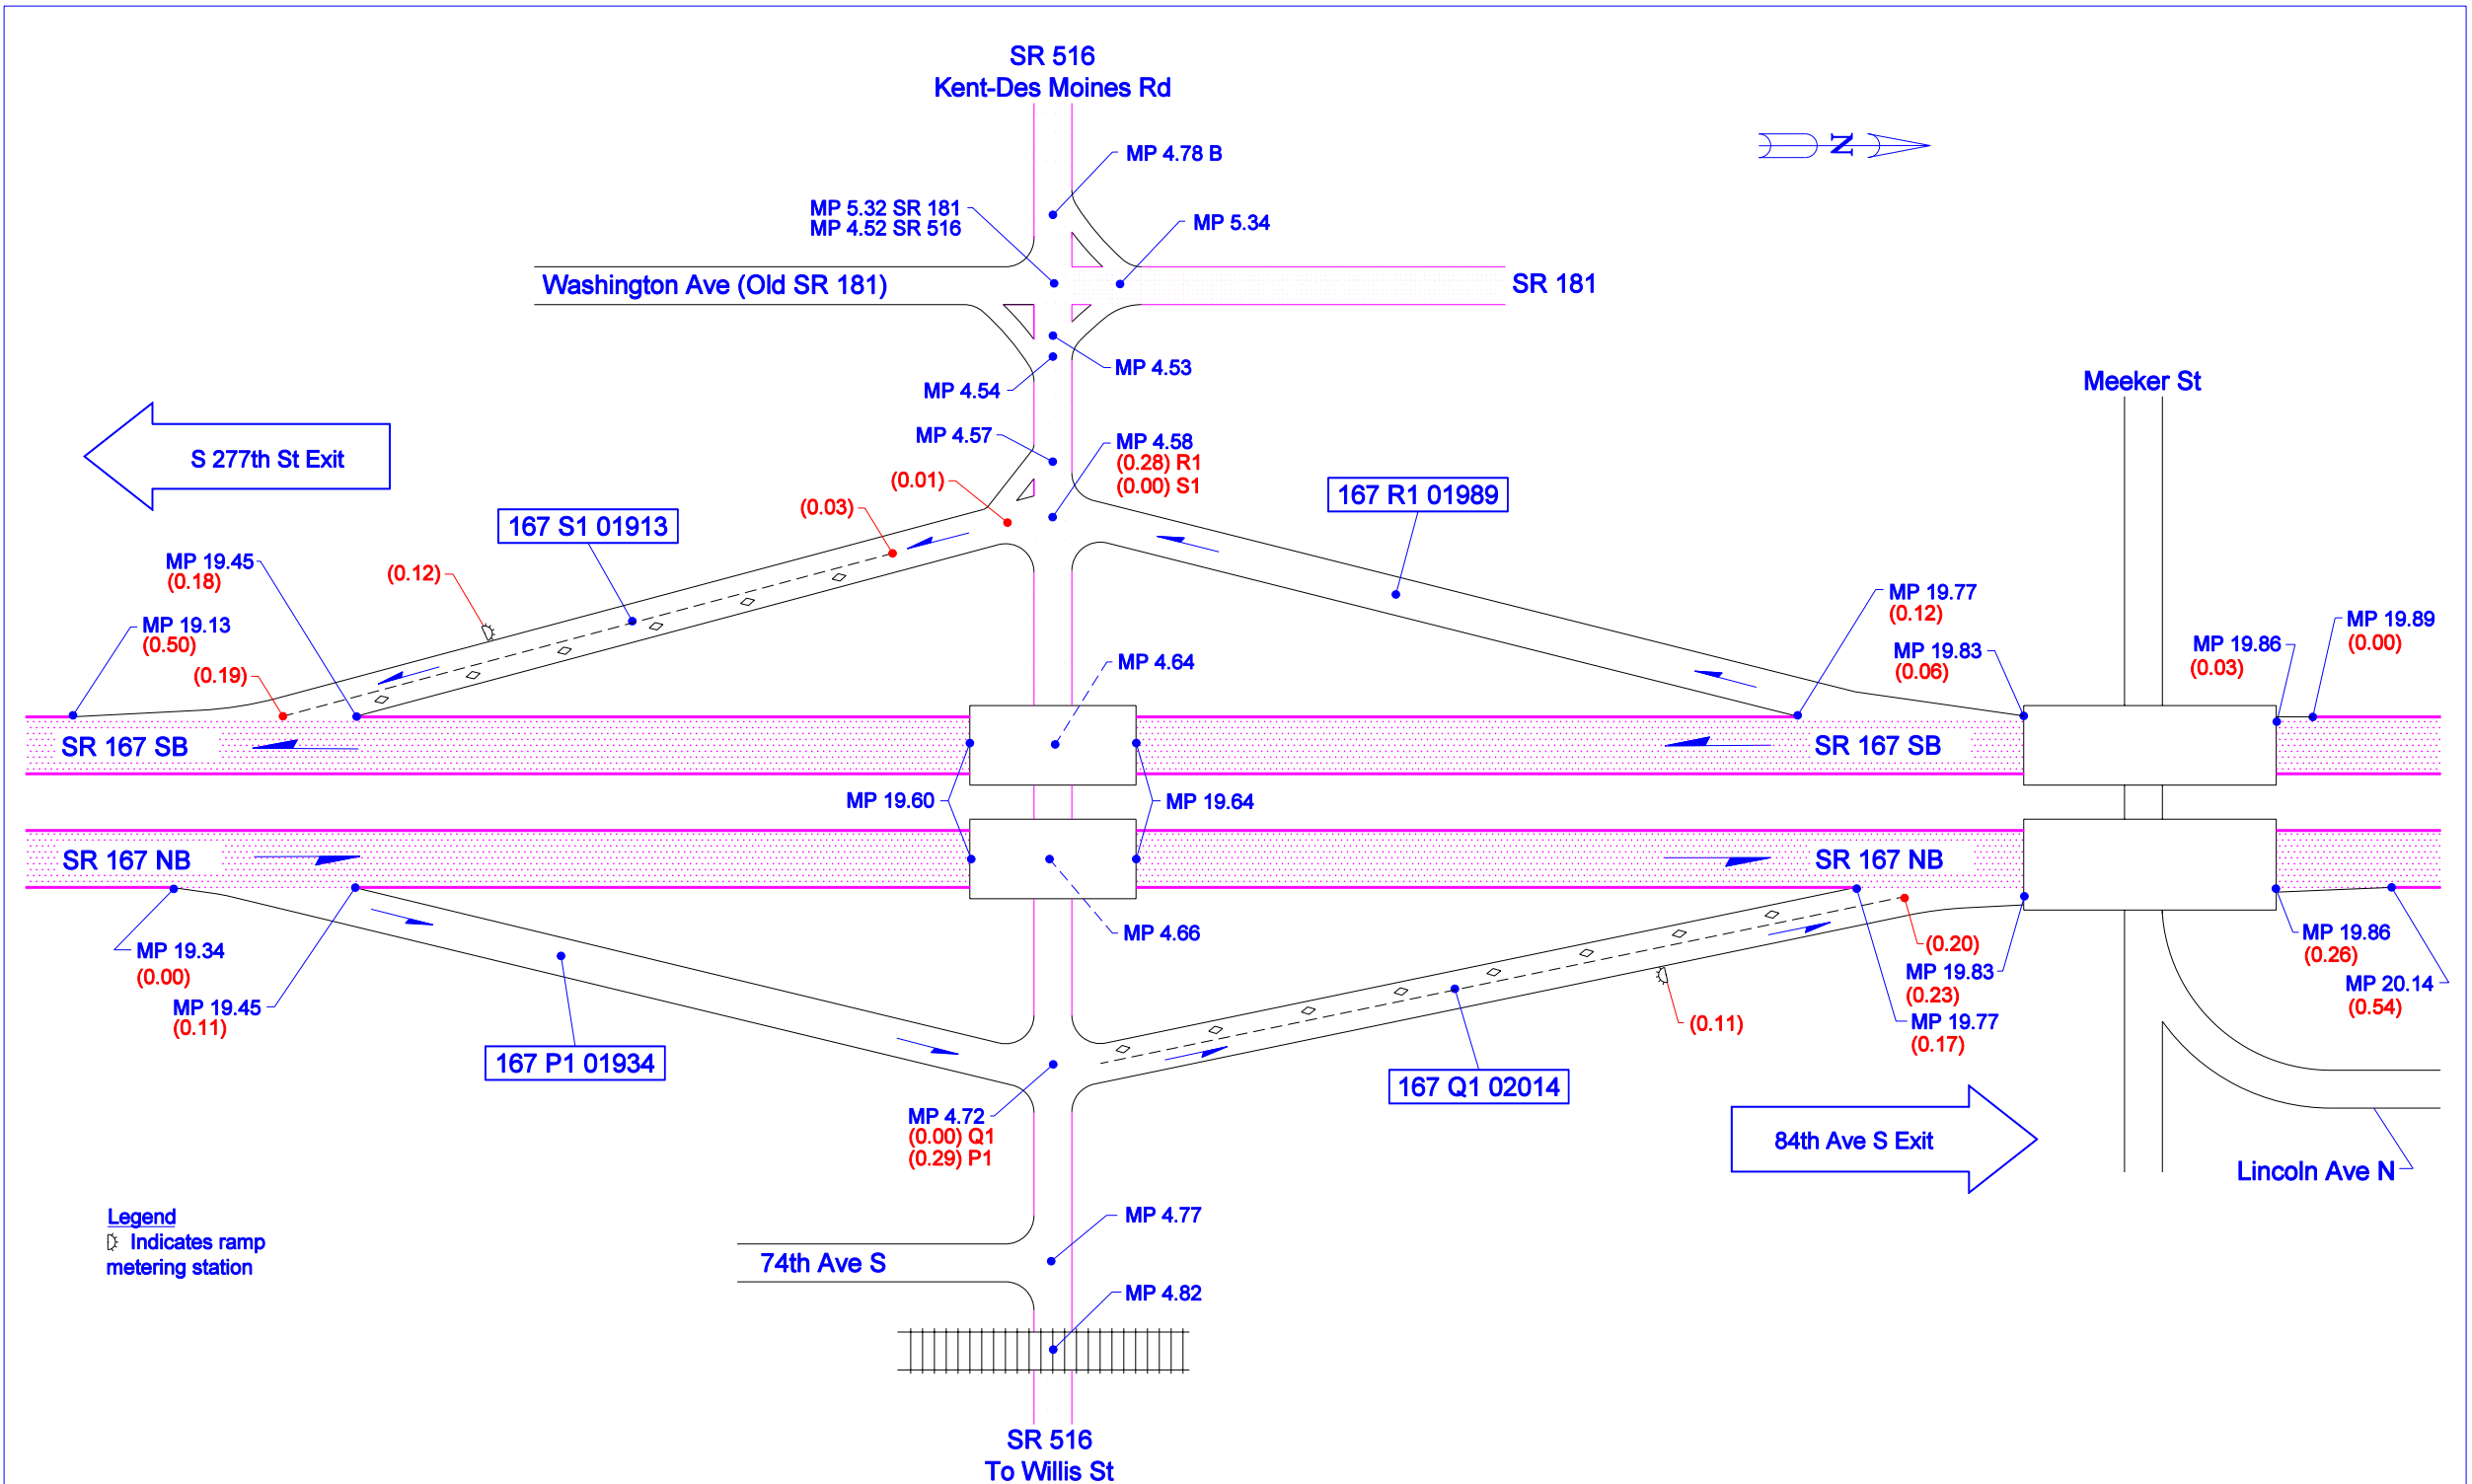 SR 516
Kent-Des Moines Rd
N
MP 4.78 B
MP 5.32 SR 181
MP 4.52 SR 516
MP 5.34
Washington Ave (Old SR 181)
SR 181
MP 4.53
MP 4.54
Meeker St
MP 4.57
MP 4.58
(0.28) R1
(0.00) S1
S 277th St Exit
(0.01)
(0.03)
167 S1 01913
167 R1 01989
MP 19.45
(0.18)
(0.12)
MP 19.13
(0.50)
(0.19)
MP 19.77
(0.12)
MP 19.83
(0.06)
MP 19.86
(0.03)
MP 19.89
(0.00)
MP 4.64
SR 167 SB
SR 167 SB
MP 19.60
MP 19.64
SR 167 NB
SR 167 NB
MP 4.66
MP 19.34
(0.00)
MP 19.45
(0.11)
(0.20)
MP 19.83
(0.23)
MP 19.77
(0.17)
MP 19.86
(0.26)
MP 20.14
(0.54)
(0.11)
167 P1 01934
167 Q1 02014
MP 4.72
(0.00) Q1
(0.29) P1
84th Ave S Exit
Lincoln Ave N
Legend
Indicates ramp
metering station
MP 4.77
74th Ave S
MP 4.82
SR 516
To Willis St